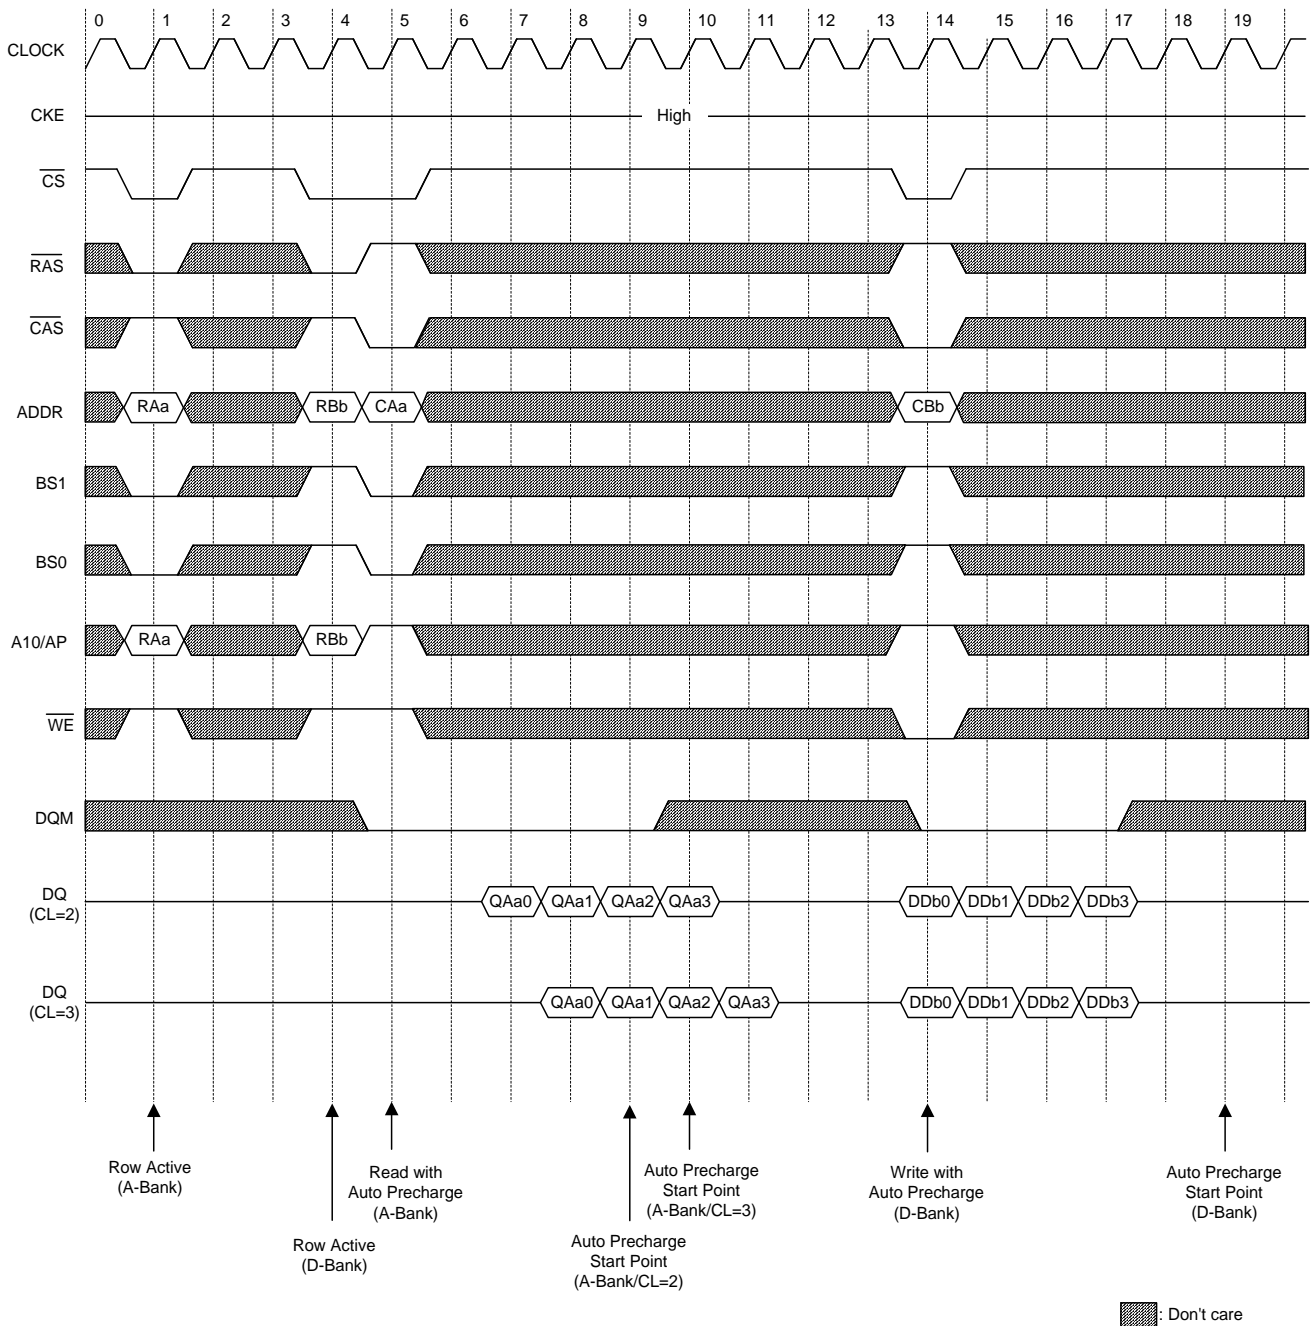 0 1 2 3 4 5 6 7 8 9 10 11 12 13 14 15 16 17 18 19
CLOCK
CKE High
CS
RAS
CAS
ADDR RAa RBb CAa CBb
BS1
BS0
A10/AP RAa RBb
WE
DQM
DQ
(CL=2)
QAa0 QAa1 QAa2 QAa3 DDb0 DDb1 DDb2 DDb3
DQ
(CL=3)
QAa0 QAa1 QAa2 QAa3 DDb0 DDb1 DDb2 DDb3
Row Active
(A-Bank)
Row Active
(D-Bank)
Read with
Auto Precharge
(A-Bank)
Auto Precharge
Start Point
(A-Bank/CL=2)
Auto Precharge
Start Point
(A-Bank/CL=3)
Write with
Auto Precharge
(D-Bank)
Auto Precharge
Start Point
(D-Bank)
: Don't care